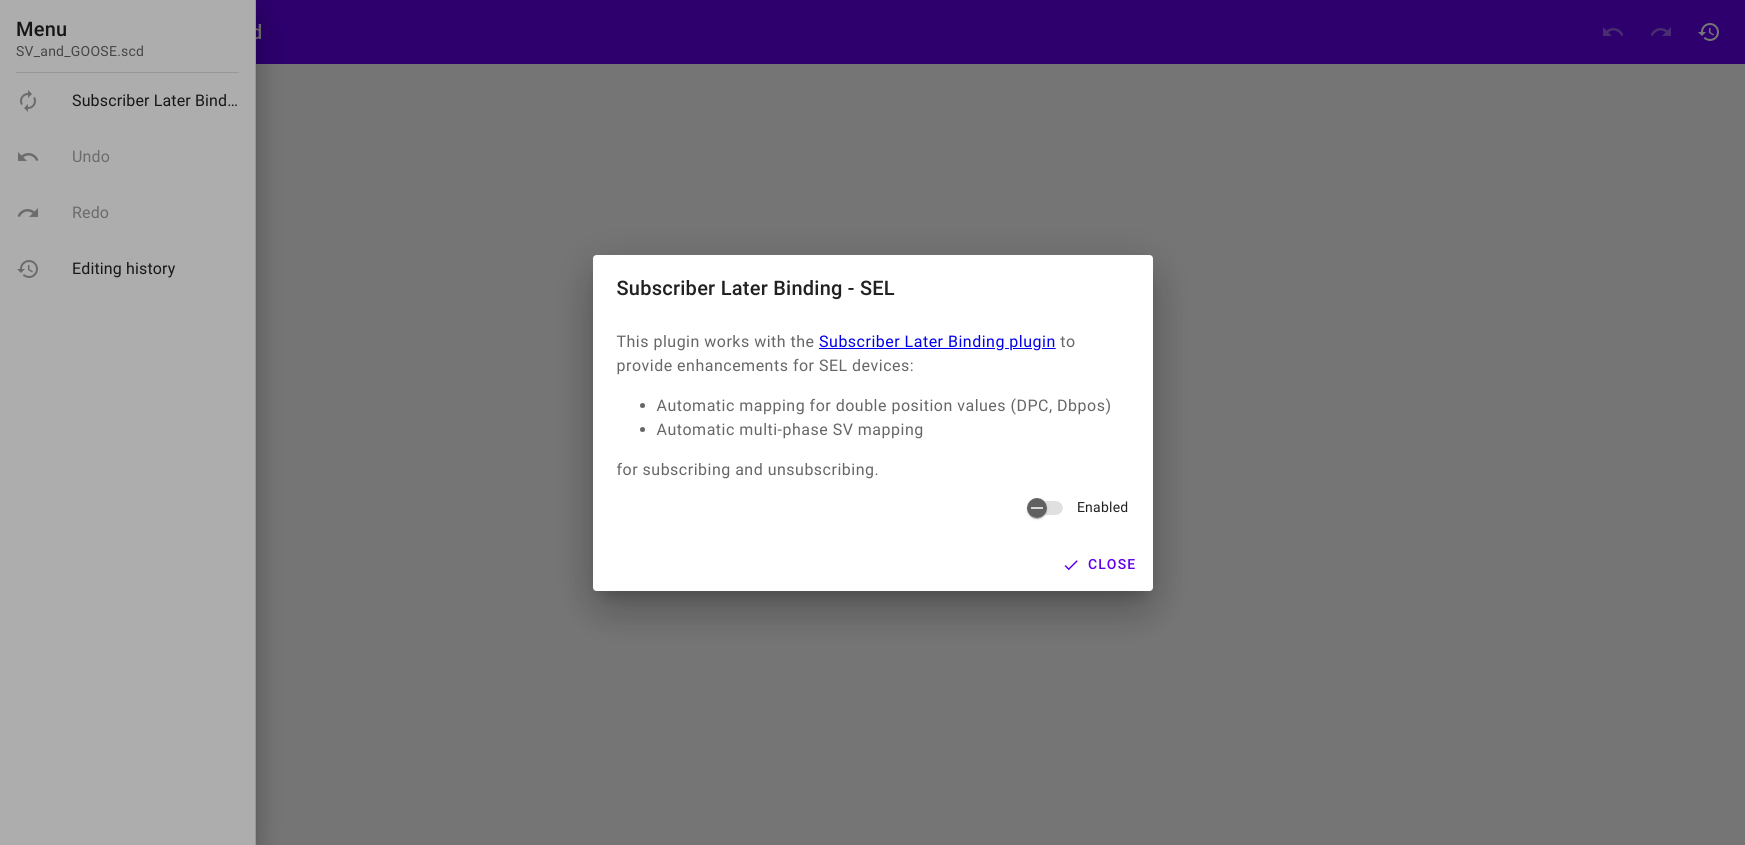 Menu
SV_and_GOOSE.scd
d
Subscriber Later Bind…
Undo
Redo
Editing history
Subscriber Later Binding - SEL
This plugin works with the Subscriber Later Binding plugin to
provide enhancements for SEL devices:
• Automatic mapping for double position values (DPC, Dbpos)
• Automatic multi-phase SV mapping
for subscribing and unsubscribing.
Enabled
CLOSE